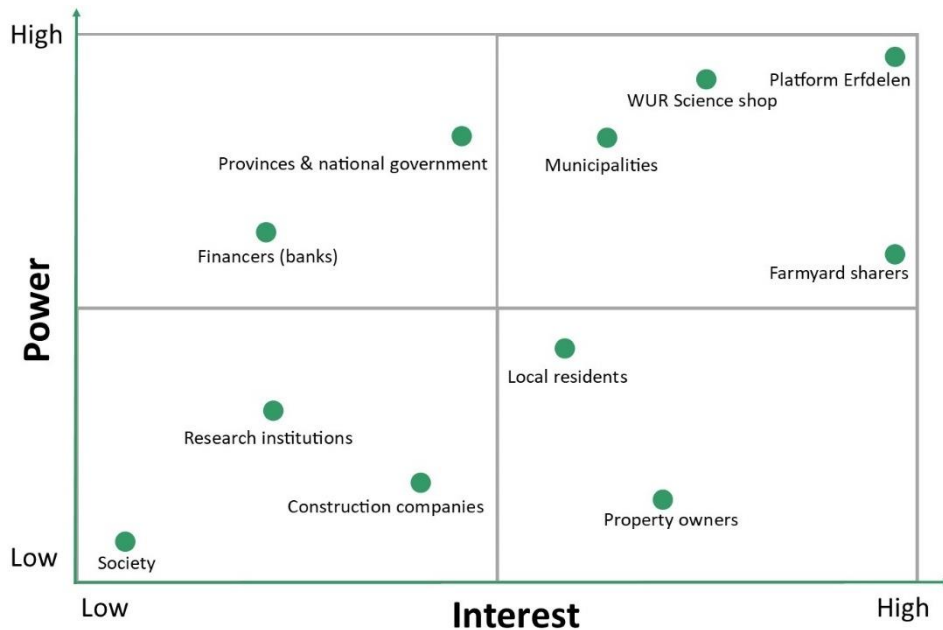 High
Platform Erfdelen
WUR Science shop
Provinces & national government
Municipalities
Financers (banks)
Farmyard sharers
Power
Local residents
Research institutions
Construction companies
Property owners
Low
Society
Low
Interest
High